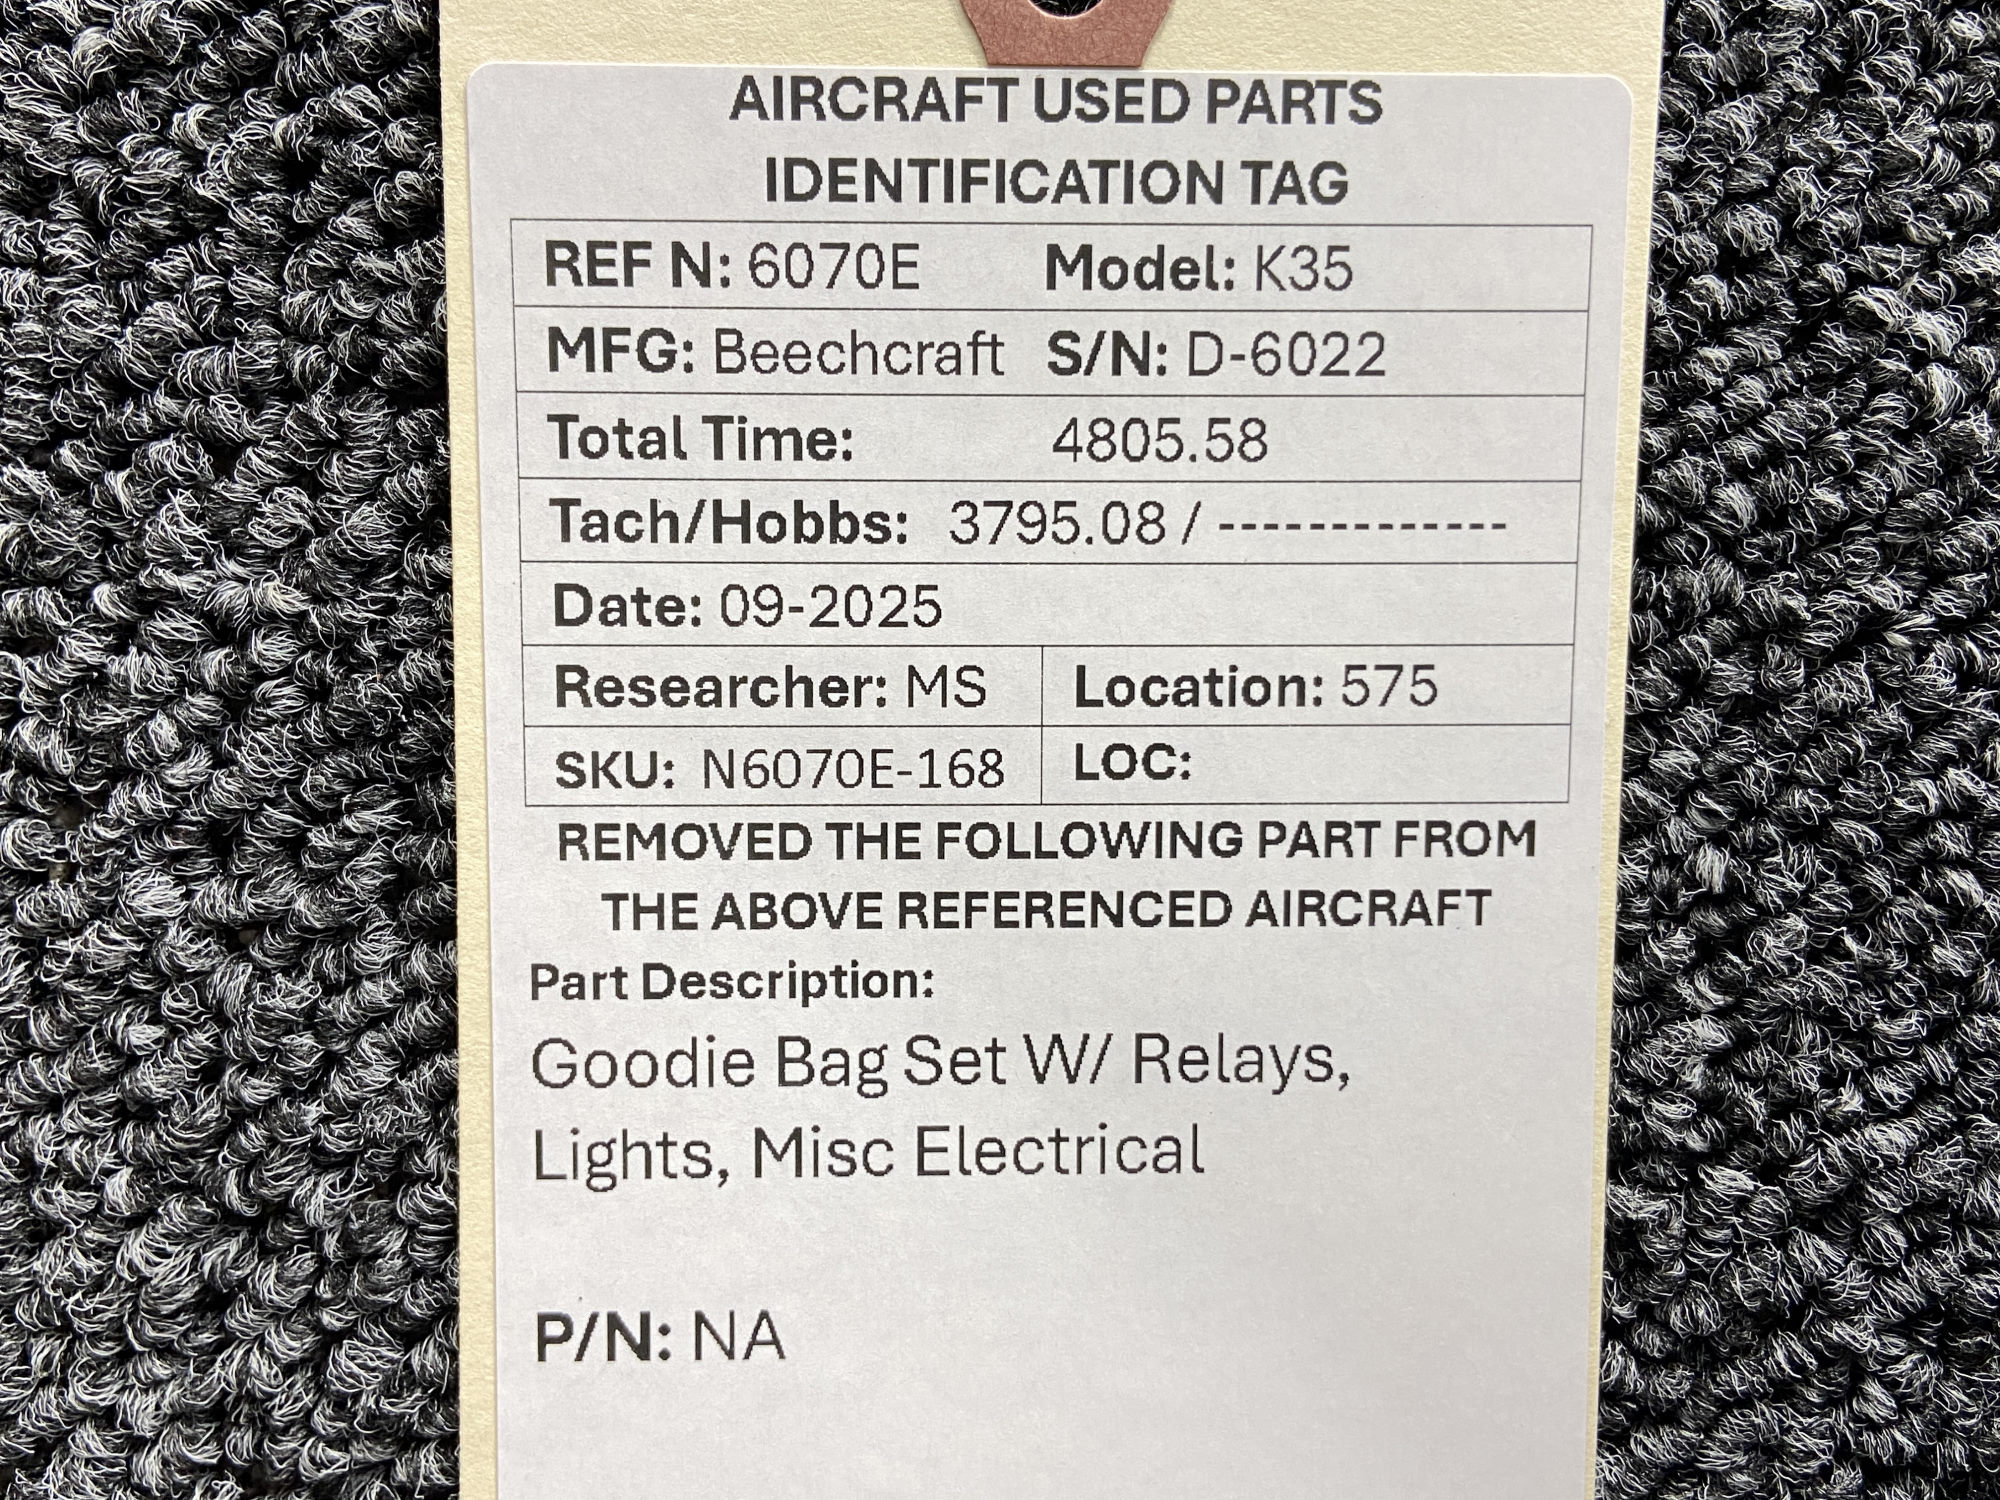 AIRCRAFT USED PARTS
IDENTIFICATION TAG
REF N: 6070E Model: K35
MFG: Beechcraft S/N: D-6022
Total Time: 4805.58
Tach/Hobbs: 3795.08 / -------------
Date: 09-2025
Researcher: MS Location: 575
SKU: N6070E-168 LOC:
REMOVED THE FOLLOWING PART FROM
THE ABOVE REFERENCED AIRCRAFT
Part Description:
Goodie Bag Set W/ Relays,
Lights, Misc Electrical
P/N: NA